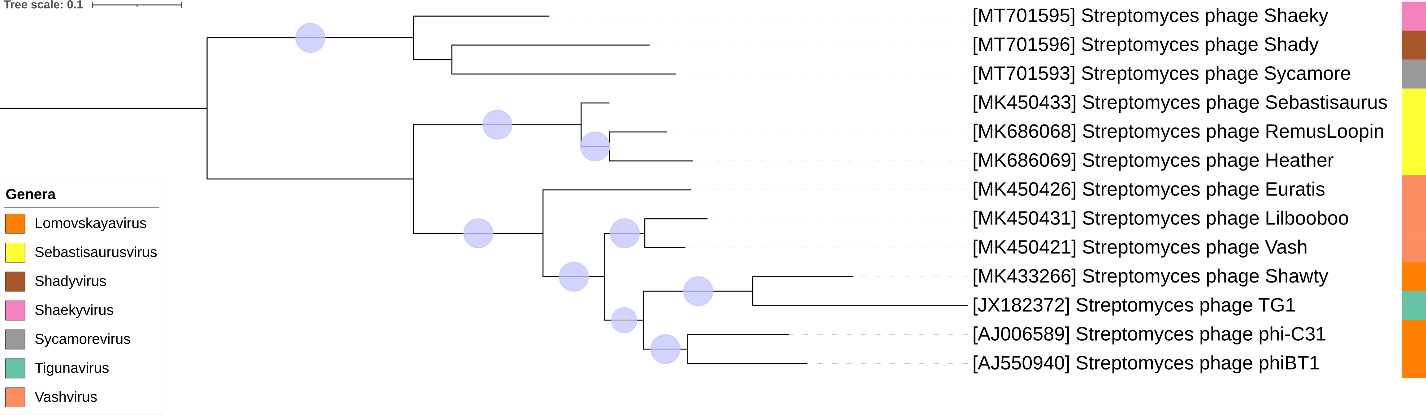 Tree scale: 0.1
[MT701595] Streptomyces phage Shaeky
[MT701596] Streptomyces phage Shady
[MT701593] Streptomyces phage Sycamore
[MK450433] Streptomyces phage Sebastisaurus
[MK686068] Streptomyces phage RemusLoopin
[MK686069] Streptomyces phage Heather
[MK450426] Streptomyces phage Euratis
[MK450431] Streptomyces phage Lilbooboo
[MK450421] Streptomyces phage Vash
[MK433266] Streptomyces phage Shawty
[JX182372] Streptomyces phage TG1
[AJ006589] Streptomyces phage phi-C31
[AJ550940] Streptomyces phage phiBT1
Genera
Lomovskayavirus
Sebastisaurusvirus
Shadyvirus
Shaekyvirus
Sycamorevirus
Tigunavirus
Vashvirus